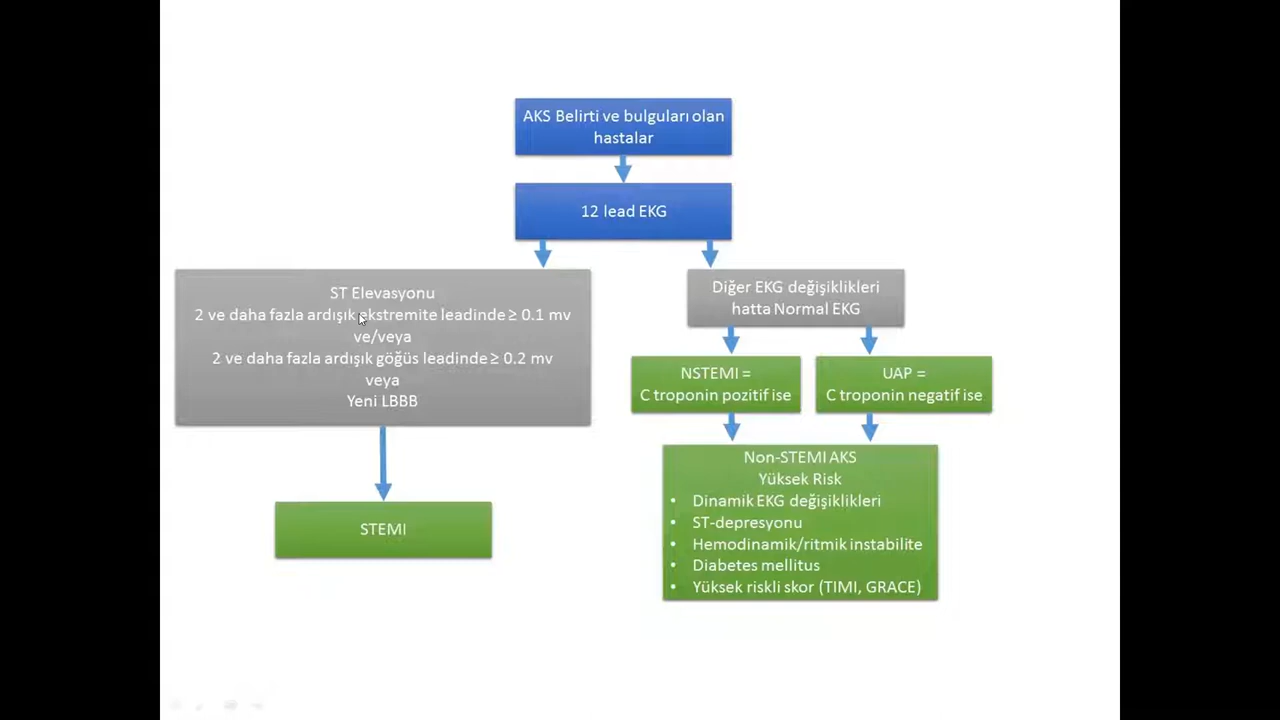 AKS Belirti ve bulguları olan
hastalar
12 lead EKG
ST Elevasyonu
2 ve daha fazla ardışık ekstremite leadinde ≥ 0.1 mv
ve/veya
2 ve daha fazla ardışık göğüs leadinde ≥ 0.2 mv
veya
Yeni LBBB
STEMI
Diğer EKG değişiklikleri
hatta Normal EKG
NSTEMI =
C troponin pozitif ise
UAP =
C troponin negatif ise
Non-STEMI AKS
Yüksek Risk
• Dinamik EKG değişiklikleri
• ST-depresyonu
• Hemodinamik/ritmik instabilite
• Diabetes mellitus
• Yüksek riskli skor (TIMI, GRACE)